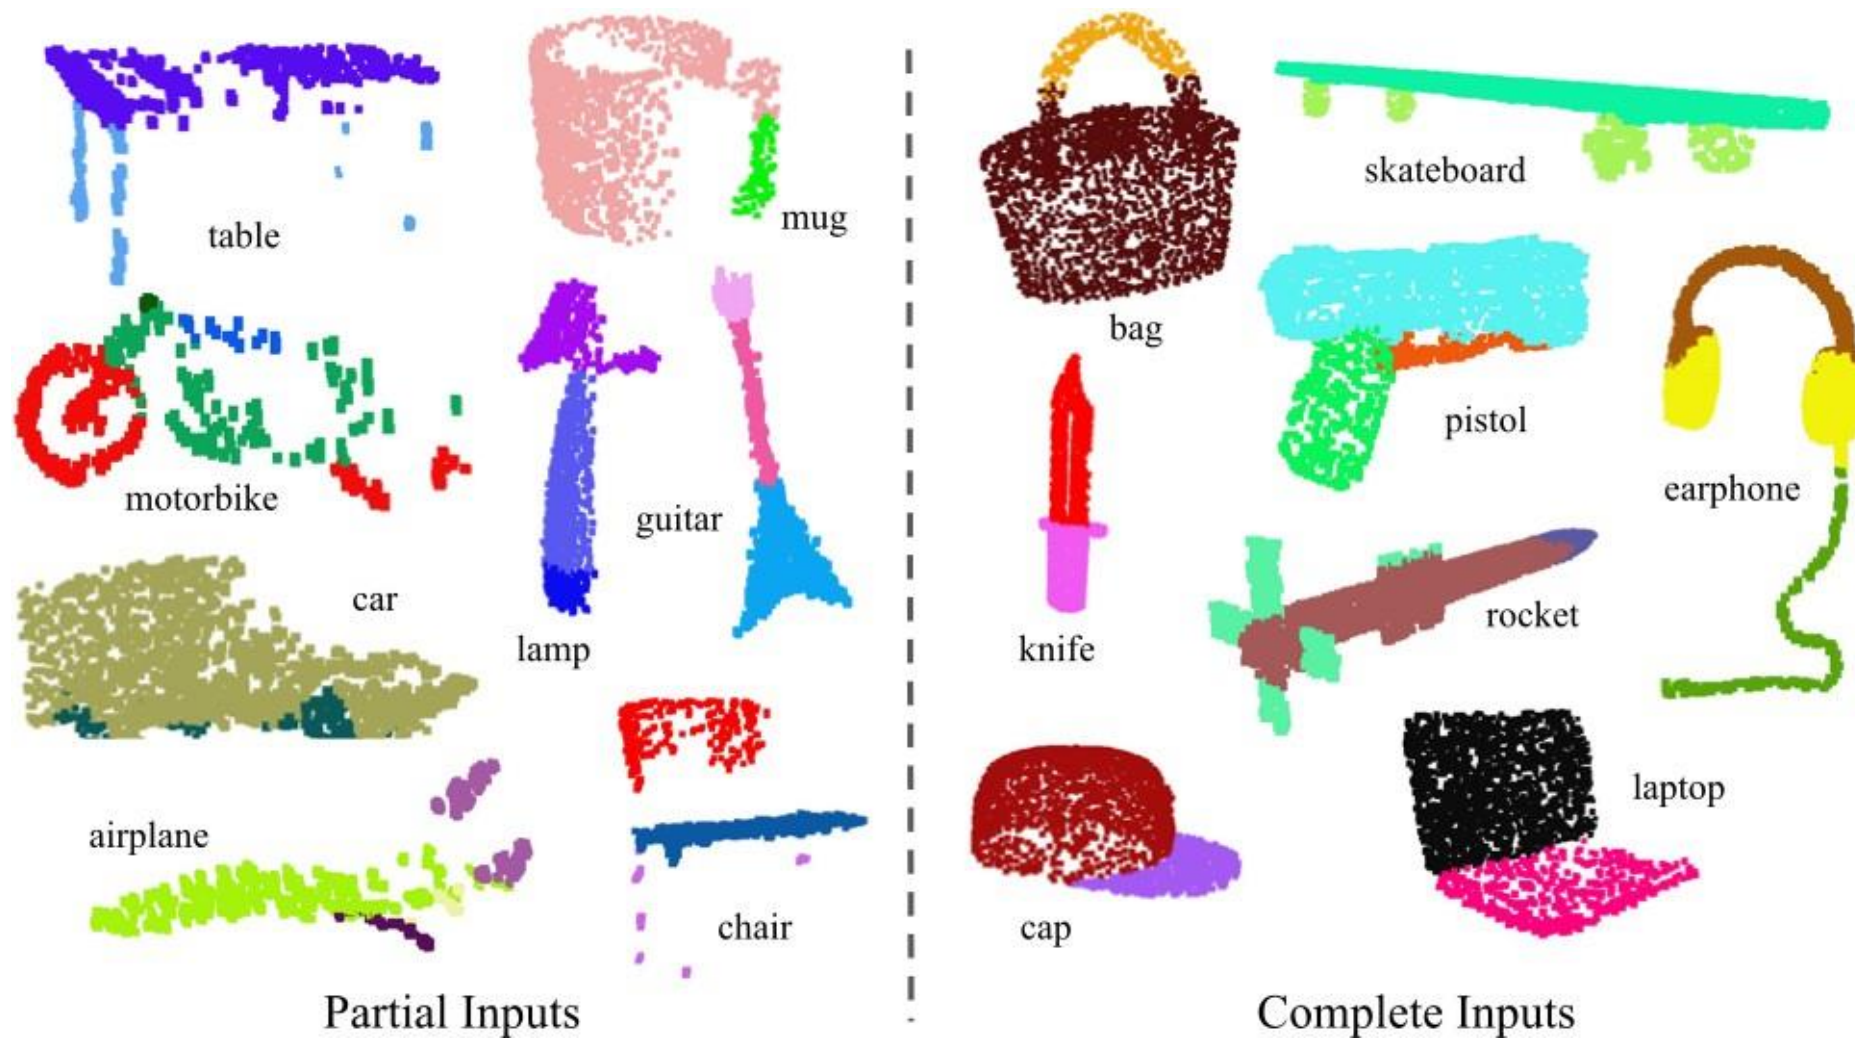 table
mug
motorbike
guitar
car
lamp
airplane
chair
Partial Inputs
skateboard
bag
pistol
earphone
knife
rocket
laptop
cap
Complete Inputs